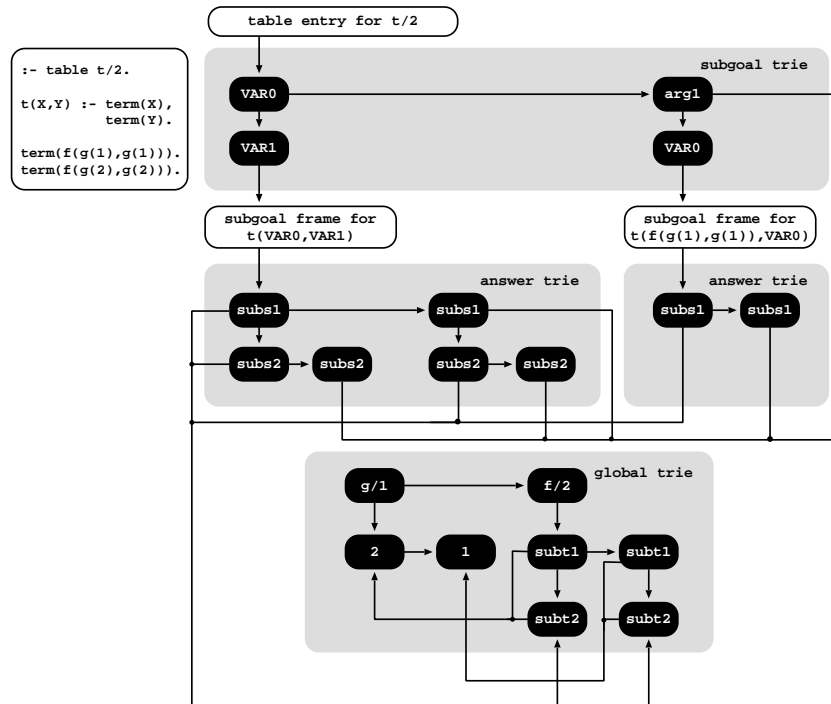 table entry for t/2
:- table t/2.
t(X,Y) :- term(X),
term(Y).
term(f(g(1),g(1))).
term(f(g(2),g(2))).
subgoal trie
VAR0
arg1
VAR1
VAR0
subgoal frame for
t(VAR0,VAR1)
subgoal frame for
t(f(g(1),g(1)),VAR0)
answer trie
subs1
subs1
subs2
subs2
subs2
subs2
answer trie
subs1
subs1
global trie
g/1
f/2
2
1
subt1
subt1
subt2
subt2